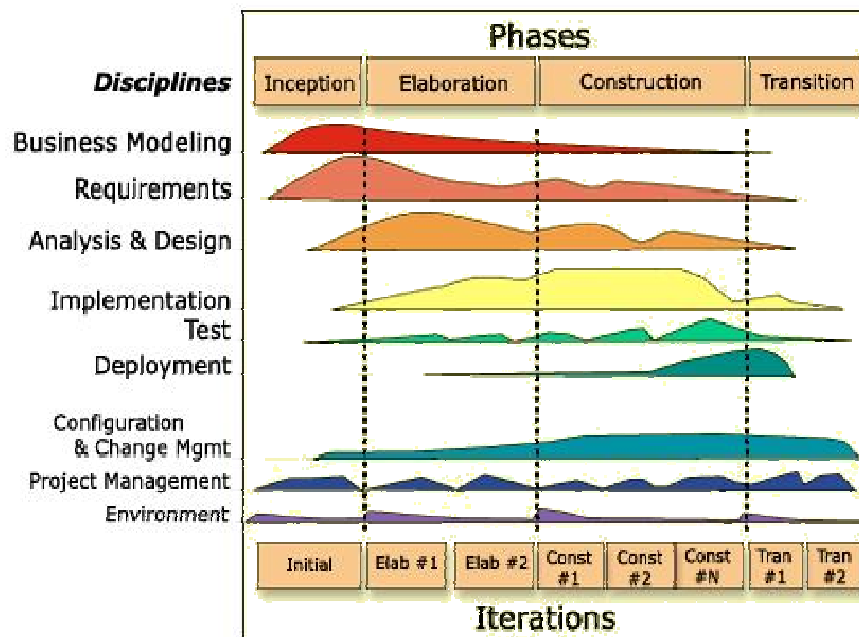 Phases
Disciplines
Inception
Elaboration
Construction
Transition
Business Modeling
Requirements
Analysis & Design
Implementation
Test
Deployment
Configuration
& Change Mgmt
Project Management
Environment
Initial
Elab #1
Elab #2
Const
#1
Const
#2
Const
#N
Tran
#1
Tran
#2
Iterations